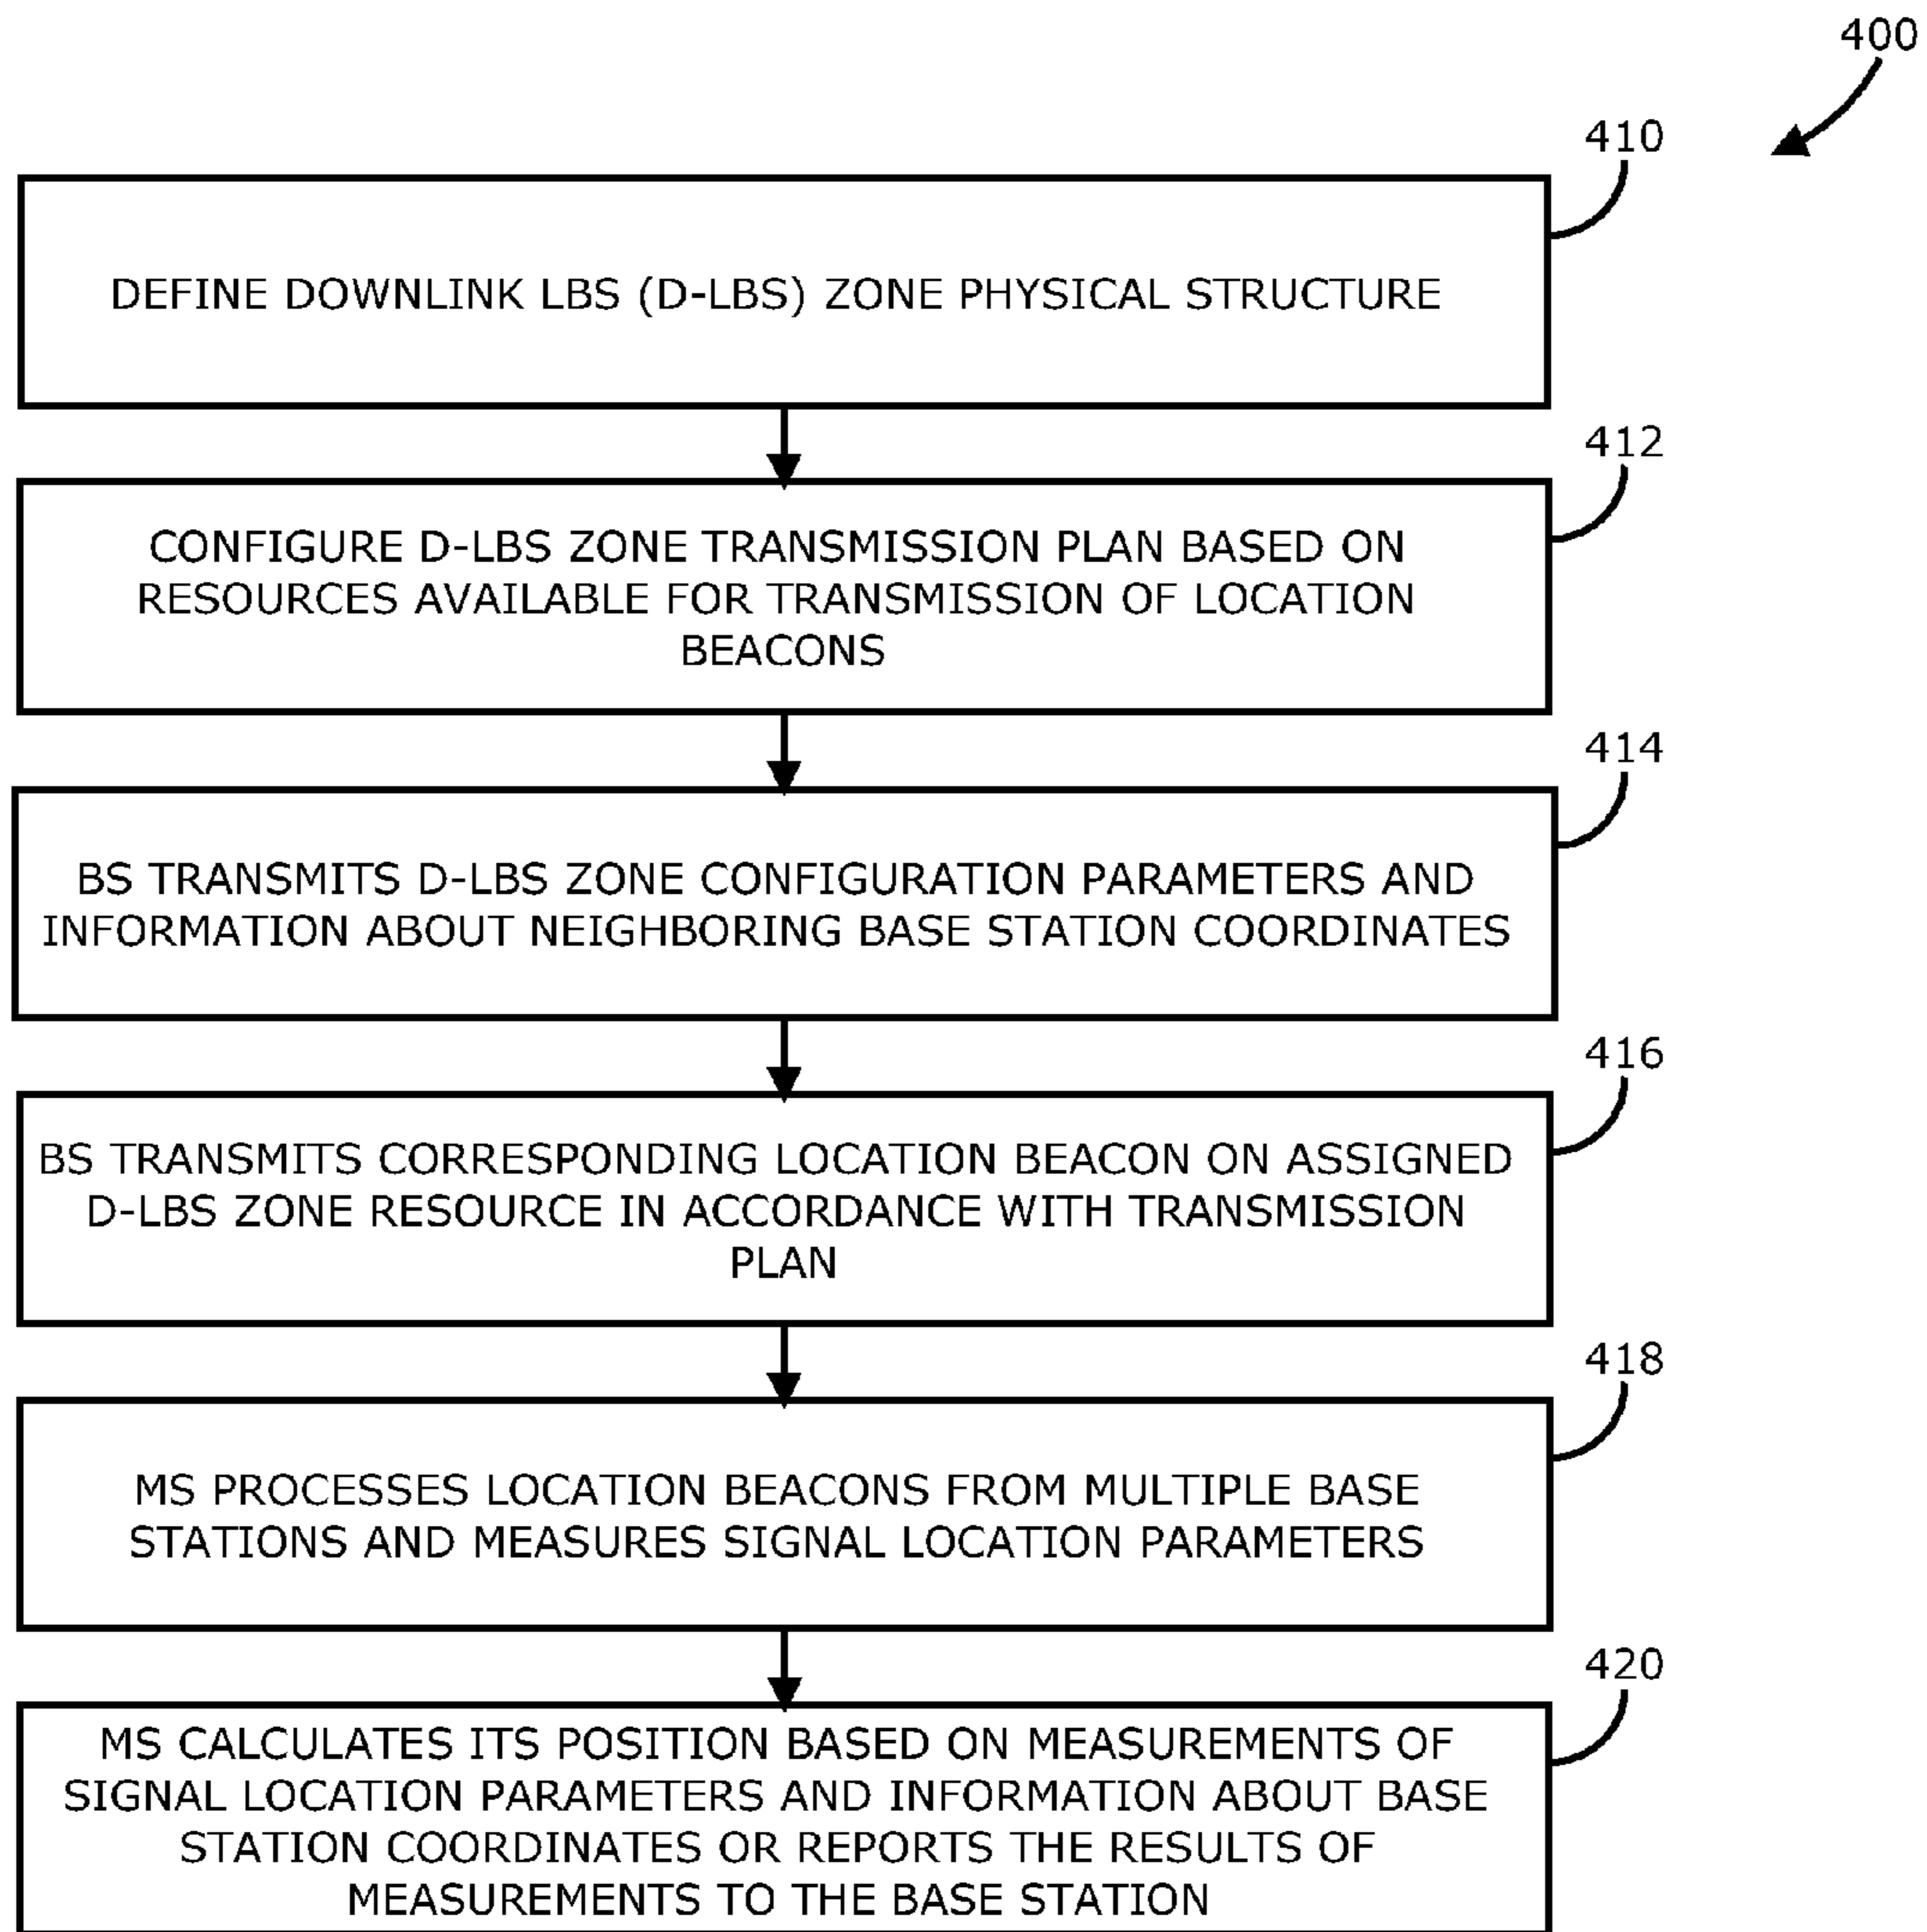 400
410
DEFINE DOWNLINK LBS (D-LBS) ZONE PHYSICAL STRUCTURE
412
CONFIGURE D-LBS ZONE TRANSMISSION PLAN BASED ON
RESOURCES AVAILABLE FOR TRANSMISSION OF LOCATION
BEACONS
414
BS TRANSMITS D-LBS ZONE CONFIGURATION PARAMETERS AND
INFORMATION ABOUT NEIGHBORING BASE STATION COORDINATES
416
BS TRANSMITS CORRESPONDING LOCATION BEACON ON ASSIGNED
D-LBS ZONE RESOURCE IN ACCORDANCE WITH TRANSMISSION
PLAN
418
MS PROCESSES LOCATION BEACONS FROM MULTIPLE BASE
STATIONS AND MEASURES SIGNAL LOCATION PARAMETERS
420
MS CALCULATES ITS POSITION BASED ON MEASUREMENTS OF
SIGNAL LOCATION PARAMETERS AND INFORMATION ABOUT BASE
STATION COORDINATES OR REPORTS THE RESULTS OF
MEASUREMENTS TO THE BASE STATION